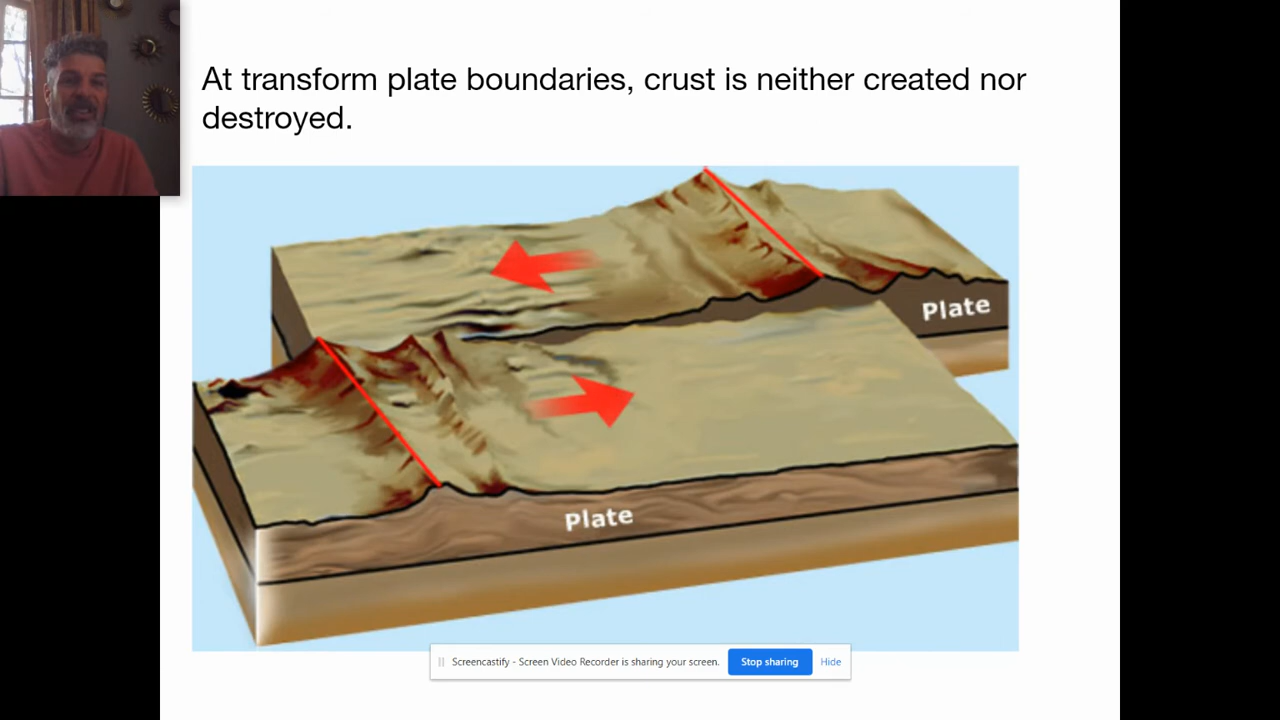 At transform plate boundaries, crust is neither created nor
destroyed.
Plate
Plate
Screencastify - Screen Video Recorder is sharing your screen. Stop sharing Hide